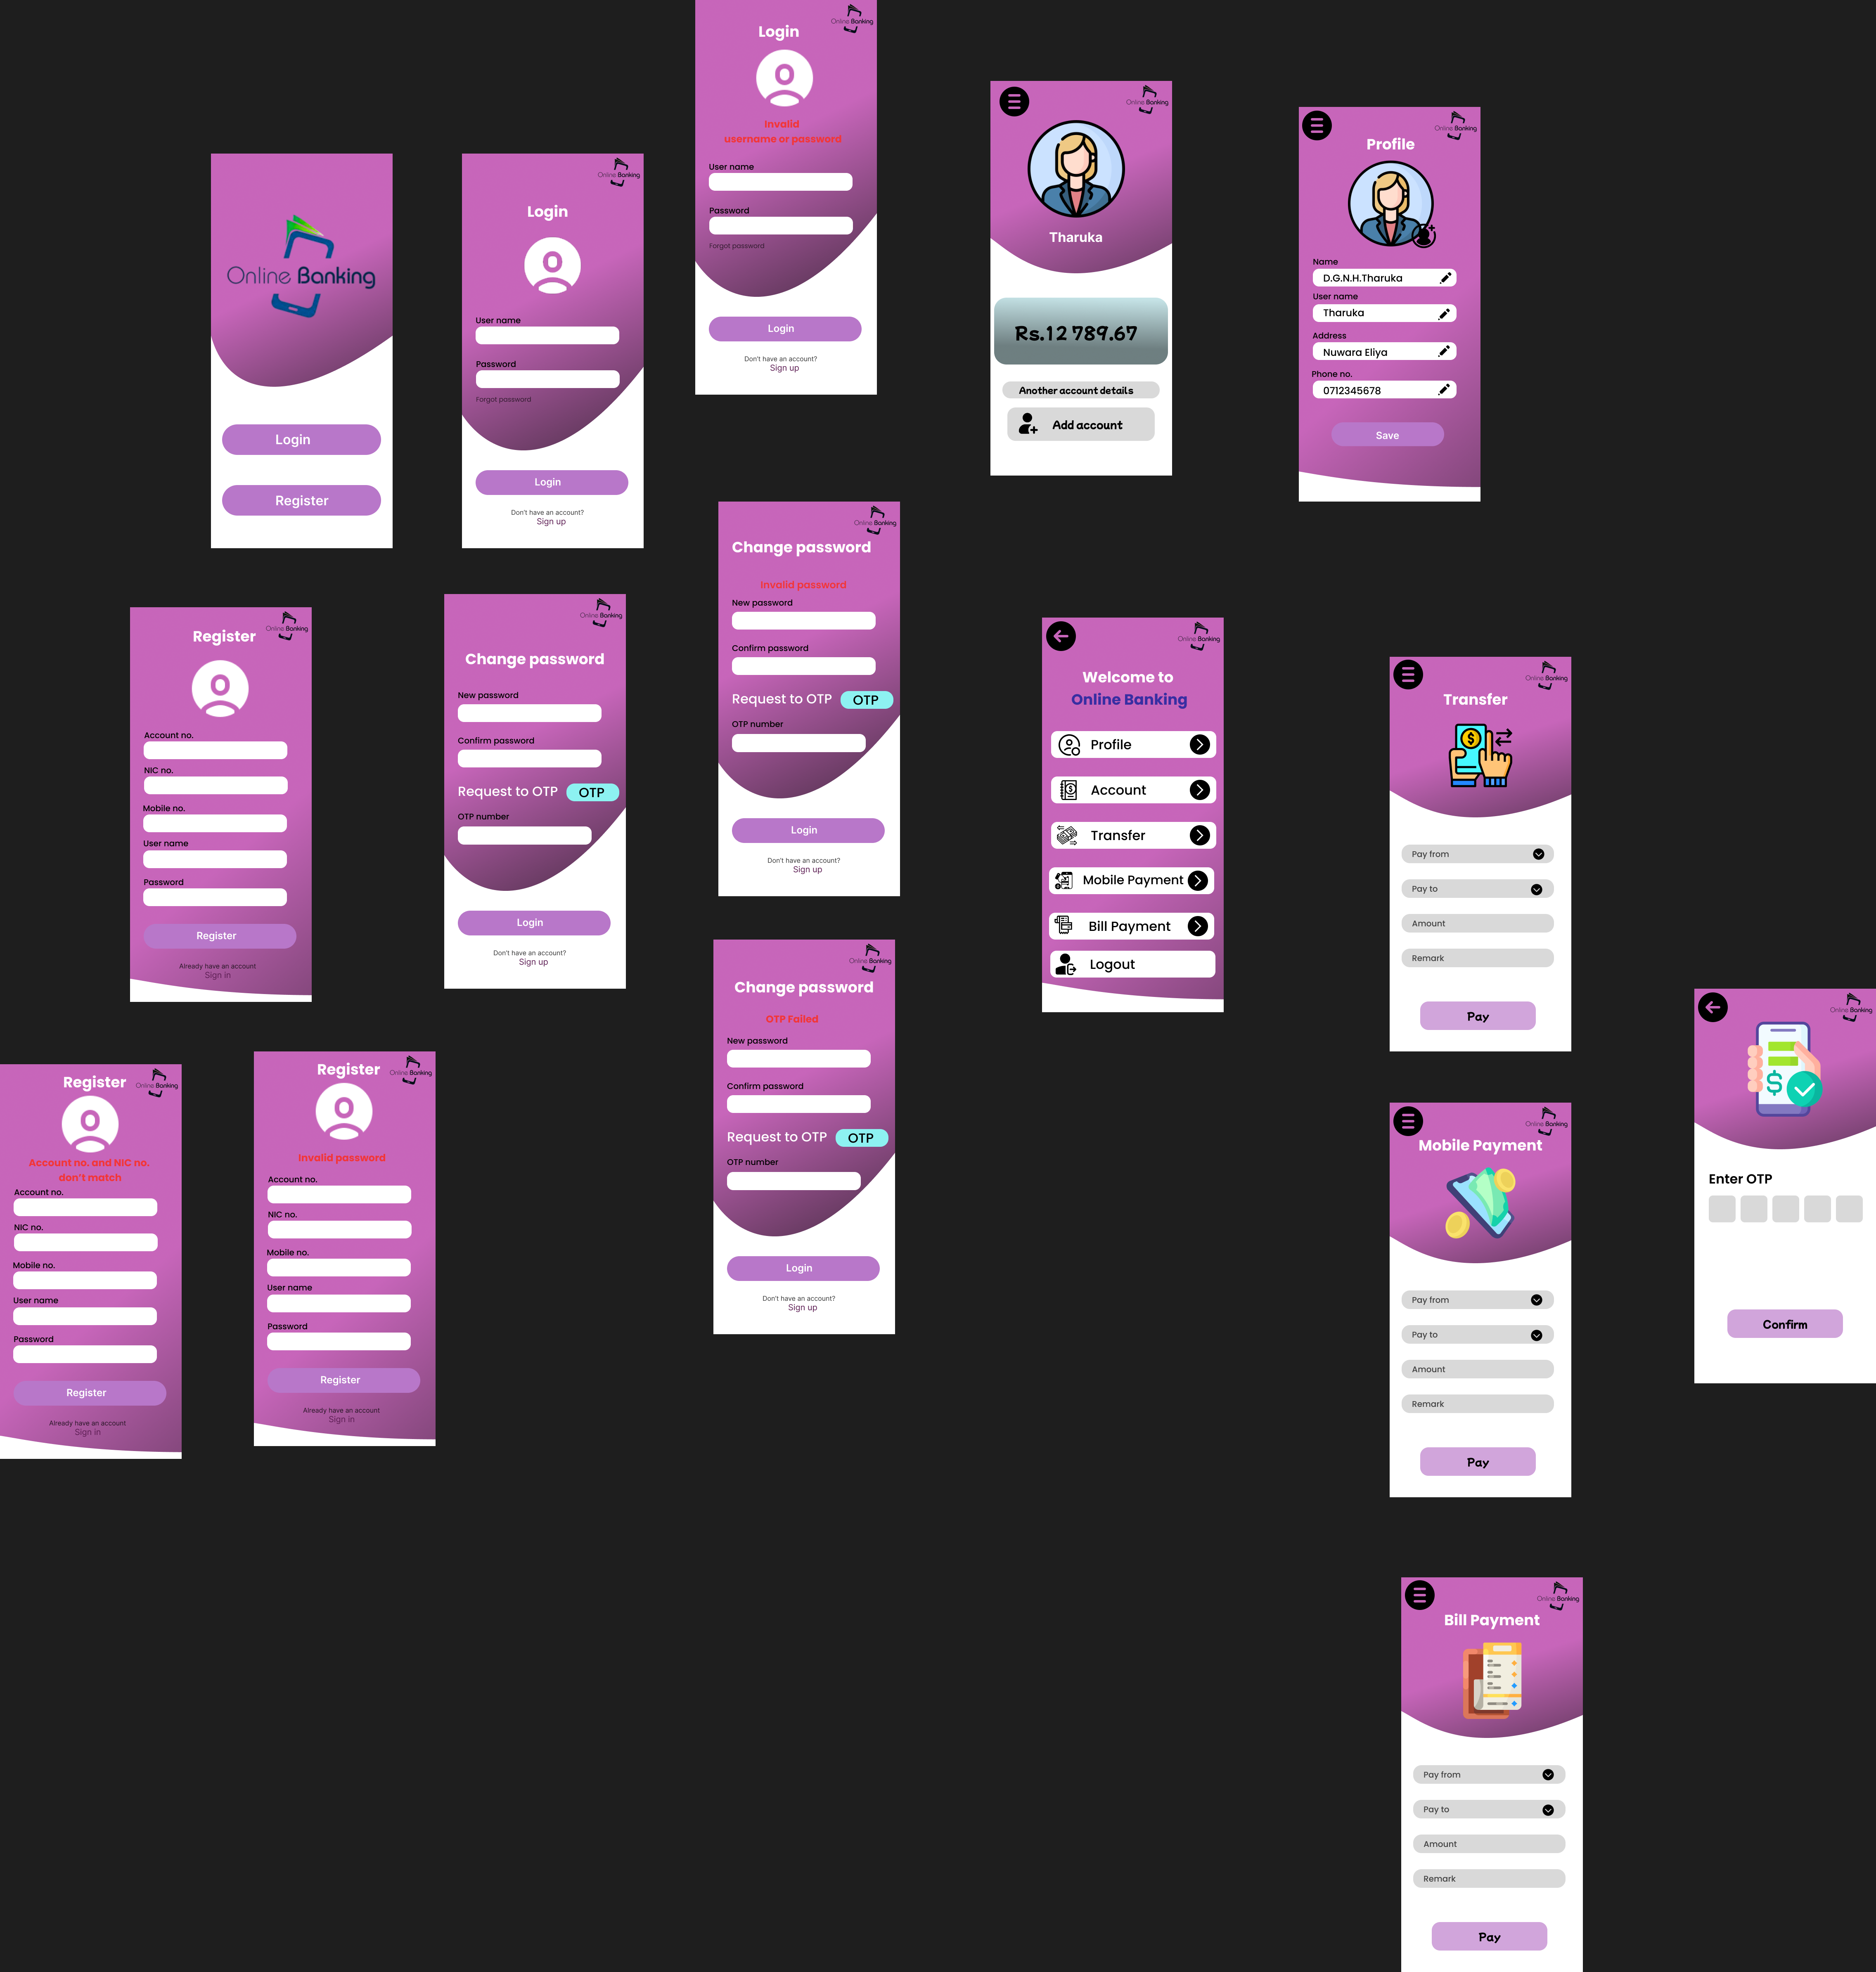 Online Banking
Login
Register
Online Banking
Login
User name
Password
Forgot password
Login
Don't have an account?
Sign up
Online Banking
Login
Invalid
username or password
User name
Password
Forgot password
Login
Don't have an account?
Sign up
Online Banking
Tharuka
Rs.12 789.67
Another account details
Add account
Online Banking
Profile
Name
D.G.N.H.Tharuka
User name
Tharuka
Address
Nuwara Eliya
Phone no.
0712345678
Save
Online Banking
Register
Account no.
NIC no.
Mobile no.
User name
Password
Register
Already have an account
Sign in
Online Banking
Change password
New password
Confirm password
Request to OTP OTP
OTP number
Login
Don't have an account?
Sign up
Online Banking
Change password
Invalid password
New password
Confirm password
Request to OTP OTP
OTP number
Login
Don't have an account?
Sign up
Online Banking
Welcome to
Online Banking
Profile
Account
Transfer
Mobile Payment
Bill Payment
Logout
Online Banking
Transfer
Pay from
Pay to
Amount
Remark
Pay
Online Banking
Register
Account no. and NIC no.
don't match
Account no.
NIC no.
Mobile no.
User name
Password
Register
Already have an account
Sign in
Online Banking
Register
Invalid password
Account no.
NIC no.
Mobile no.
User name
Password
Register
Already have an account
Sign in
Online Banking
Change password
OTP Failed
New password
Confirm password
Request to OTP OTP
OTP number
Login
Don't have an account?
Sign up
Online Banking
Mobile Payment
Pay from
Pay to
Amount
Remark
Pay
Online Banking
Enter OTP
Confirm
Online Banking
Bill Payment
Pay from
Pay to
Amount
Remark
Pay